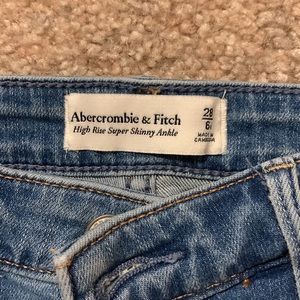 Abercrombie & Fitch
High Rise Super Skinny Ankle
28
6
MADE IN
CAMBODIA